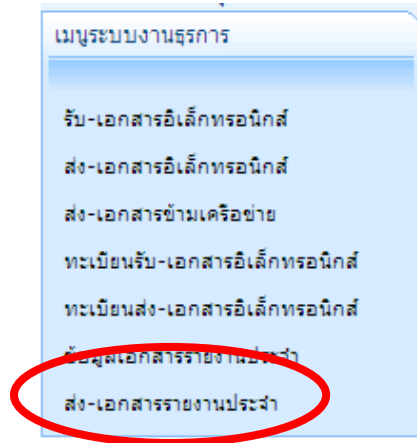 เมนูระบบงานธุรการ
รับ-เอกสารอิเล็กทรอนิกส์
ส่ง-เอกสารอิเล็กทรอนิกส์
ส่ง-เอกสารข้ามเครือข่าย
ทะเบียนรับ-เอกสารอิเล็กทรอนิกส์
ทะเบียนส่ง-เอกสารอิเล็กทรอนิกส์
ข้อมูลเอกสารรายงานประจำ
ส่ง-เอกสารรายงานประจำ